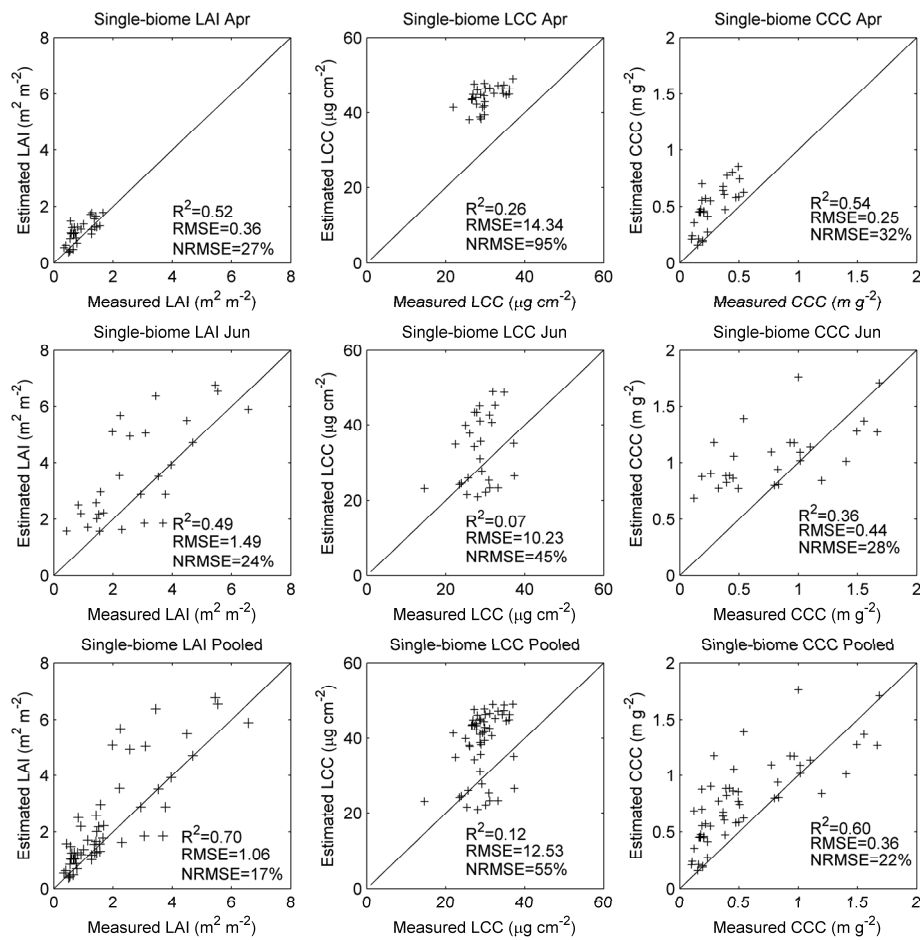 Single-biome LAI Apr
Estimated LAI (m² m⁻²)
8
6
4
2
0
R²=0.52
RMSE=0.36
NRMSE=27%
0 2 4 6 8
Measured LAI (m² m⁻²)
Single-biome LCC Apr
Estimated LCC (μg cm⁻²)
60
40
20
0
R²=0.26
RMSE=14.34
NRMSE=95%
0 20 40 60
Measured LCC (μg cm⁻²)
Single-biome CCC Apr
Estimated CCC (m g⁻²)
2
1.5
1
0.5
0
R²=0.54
RMSE=0.25
NRMSE=32%
0 0.5 1 1.5 2
Measured CCC (m g⁻²)
Single-biome LAI Jun
Estimated LAI (m² m⁻²)
8
6
4
2
0
R²=0.49
RMSE=1.49
NRMSE=24%
0 2 4 6 8
Measured LAI (m² m⁻²)
Single-biome LCC Jun
Estimated LCC (μg cm⁻²)
60
40
20
0
R²=0.07
RMSE=10.23
NRMSE=45%
0 20 40 60
Measured LCC (μg cm⁻²)
Single-biome CCC Jun
Estimated CCC (m g⁻²)
2
1.5
1
0.5
0
R²=0.36
RMSE=0.44
NRMSE=28%
0 0.5 1 1.5 2
Measured CCC (m g⁻²)
Single-biome LAI Pooled
Estimated LAI (m² m⁻²)
8
6
4
2
0
R²=0.70
RMSE=1.06
NRMSE=17%
0 2 4 6 8
Measured LAI (m² m⁻²)
Single-biome LCC Pooled
Estimated LCC (μg cm⁻²)
60
40
20
0
R²=0.12
RMSE=12.53
NRMSE=55%
0 20 40 60
Measured LCC (μg cm⁻²)
Single-biome CCC Pooled
Estimated CCC (m g⁻²)
2
1.5
1
0.5
0
R²=0.60
RMSE=0.36
NRMSE=22%
0 0.5 1 1.5 2
Measured CCC (m g⁻²)